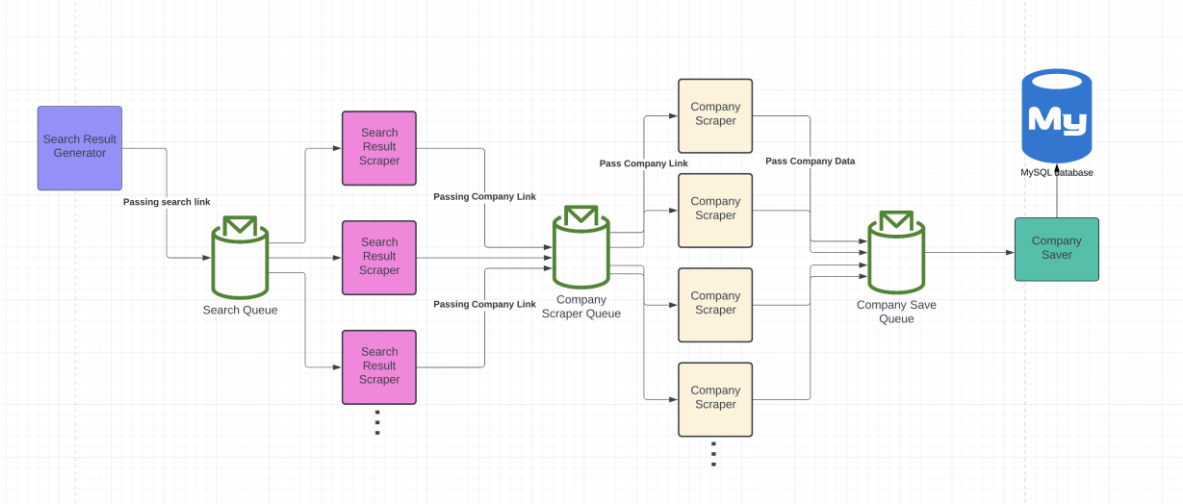 Search Result
Generator
Passing search link
Search Queue
Search
Result
Scraper
Search
Result
Scraper
Search
Result
Scraper
Passing Company Link
Passing Company Link
Company
Scraper Queue
Pass Company Link
Company
Scraper
Company
Scraper
Company
Scraper
Company
Scraper
Pass Company Data
Company Save
Queue
Company
Saver
My
MySQL database